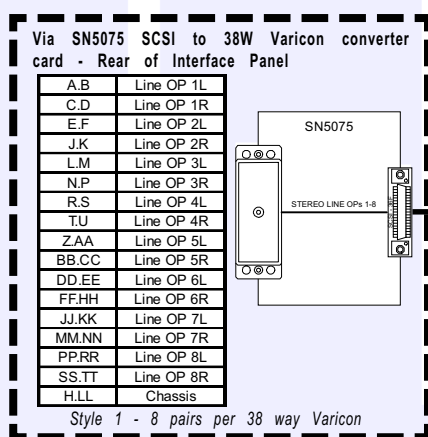 Via SN5075 SCSI to 38W Varicon converter
card - Rear of Interface Panel
A.B Line OP 1L
C.D Line OP 1R
E.F Line OP 2L
J.K Line OP 2R
L.M Line OP 3L
N.P Line OP 3R
R.S Line OP 4L
T.U Line OP 4R
Z.AA Line OP 5L
BB.CC Line OP 5R
DD.EE Line OP 6L
FF.HH Line OP 6R
JJ.KK Line OP 7L
MM.NN Line OP 7R
PP.RR Line OP 8L
SS.TT Line OP 8R
H.LL Chassis
SN5075
STEREO LINE OPs 1-8
Style 1 - 8 pairs per 38 way Varicon